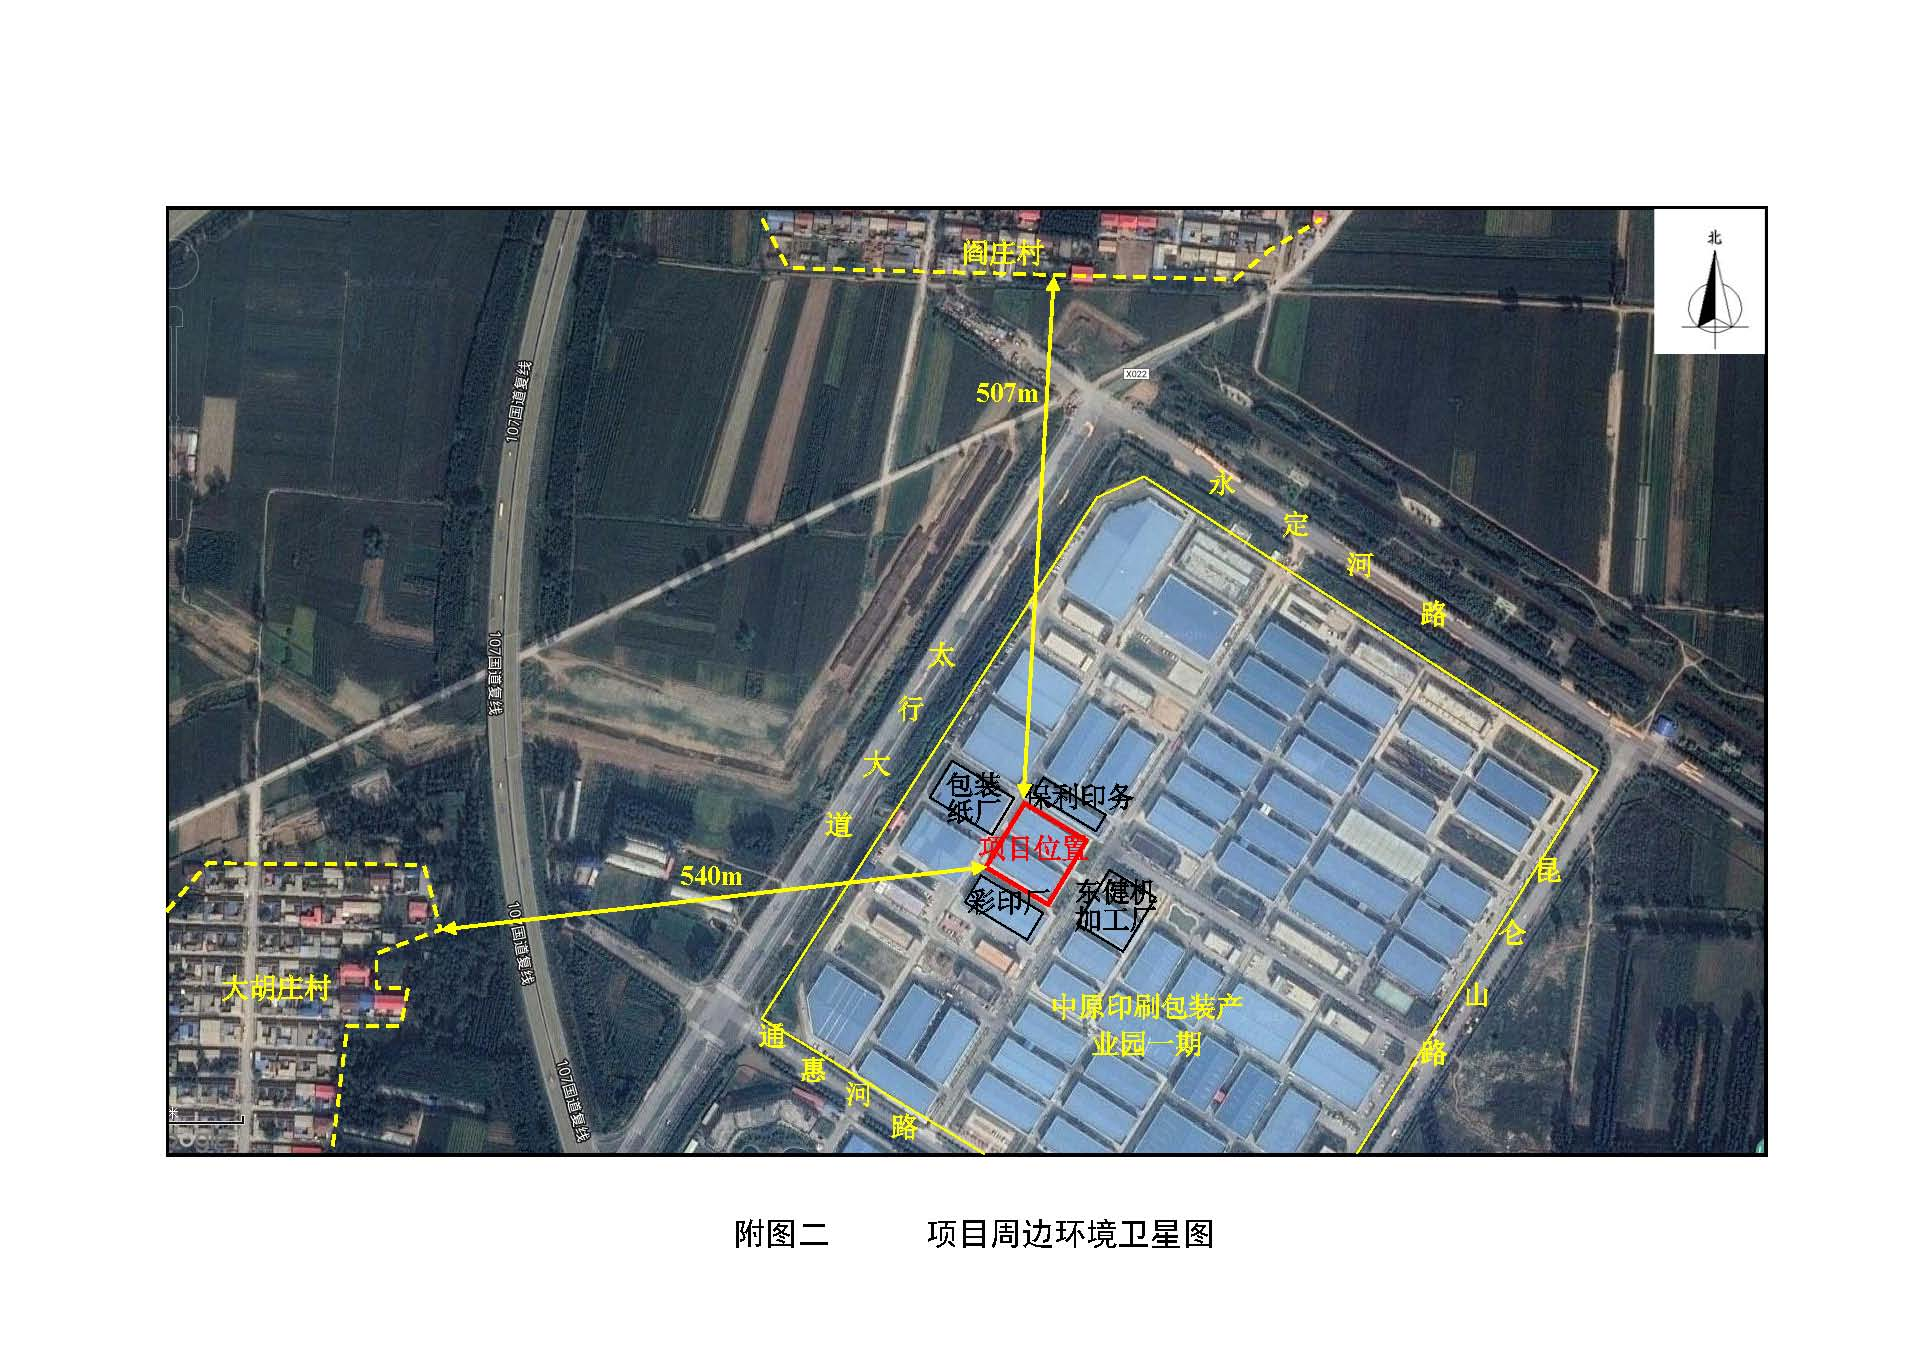 北
阎庄村
107国道复线
507m
X022
永定河路
太行大道
107国道复线
包装
纸厂
保利印务
项目位置
540m
彩印厂
东健机
加工厂
昆仑山路
107国道复线
大胡庄村
中原印刷包装产
业园一期
通惠河路
107国道复线
米
附图二 项目周边环境卫星图